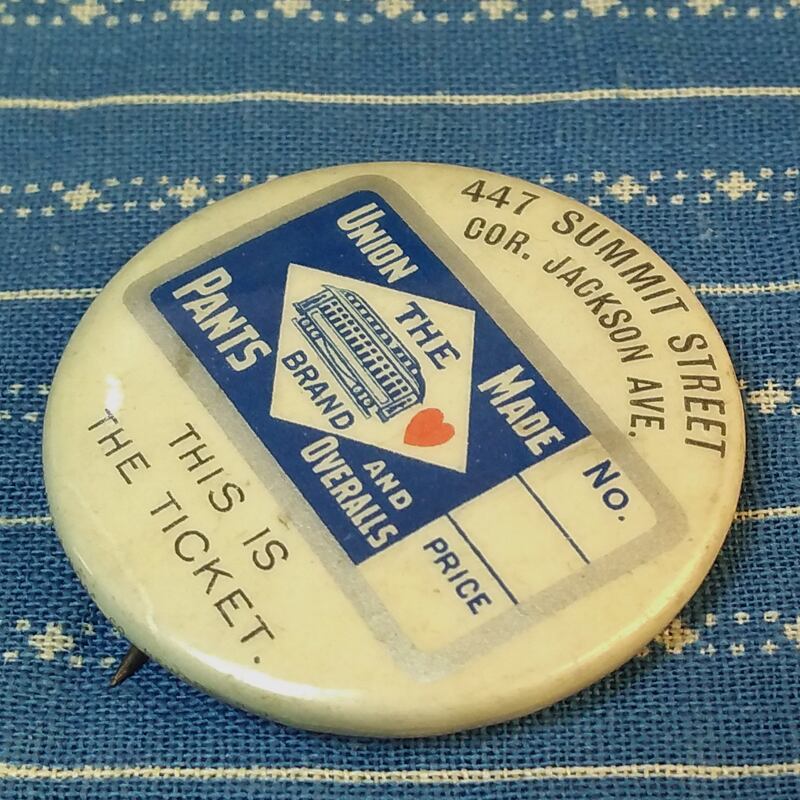 447 SUMMIT STREET
COR. JACKSON AVE.
UNION MADE
THE
BRAND
PANTS AND OVERALLS
No.
PRICE
THIS IS
THE TICKET.